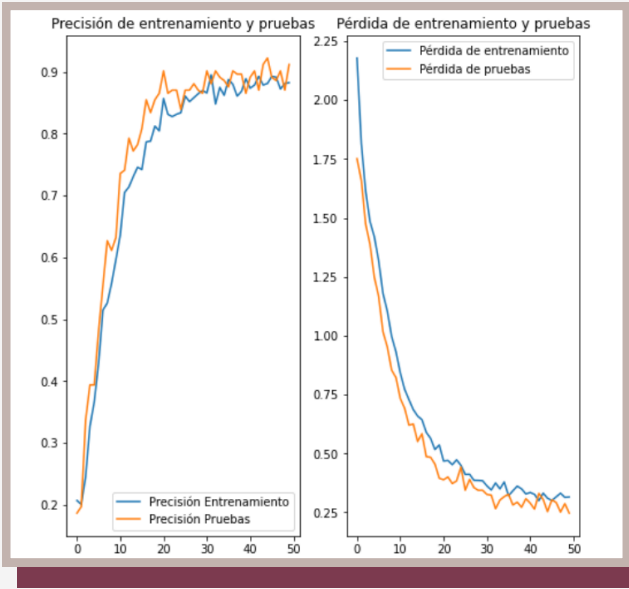 Precisión de entrenamiento y pruebas
0.9
0.8
0.7
0.6
0.5
0.4
0.3
0.2
Precisión Entrenamiento
Precisión Pruebas
0 10 20 30 40 50
Pérdida de entrenamiento y pruebas
2.25
2.00
1.75
1.50
1.25
1.00
0.75
0.50
0.25
Pérdida de entrenamiento
Pérdida de pruebas
0 10 20 30 40 50